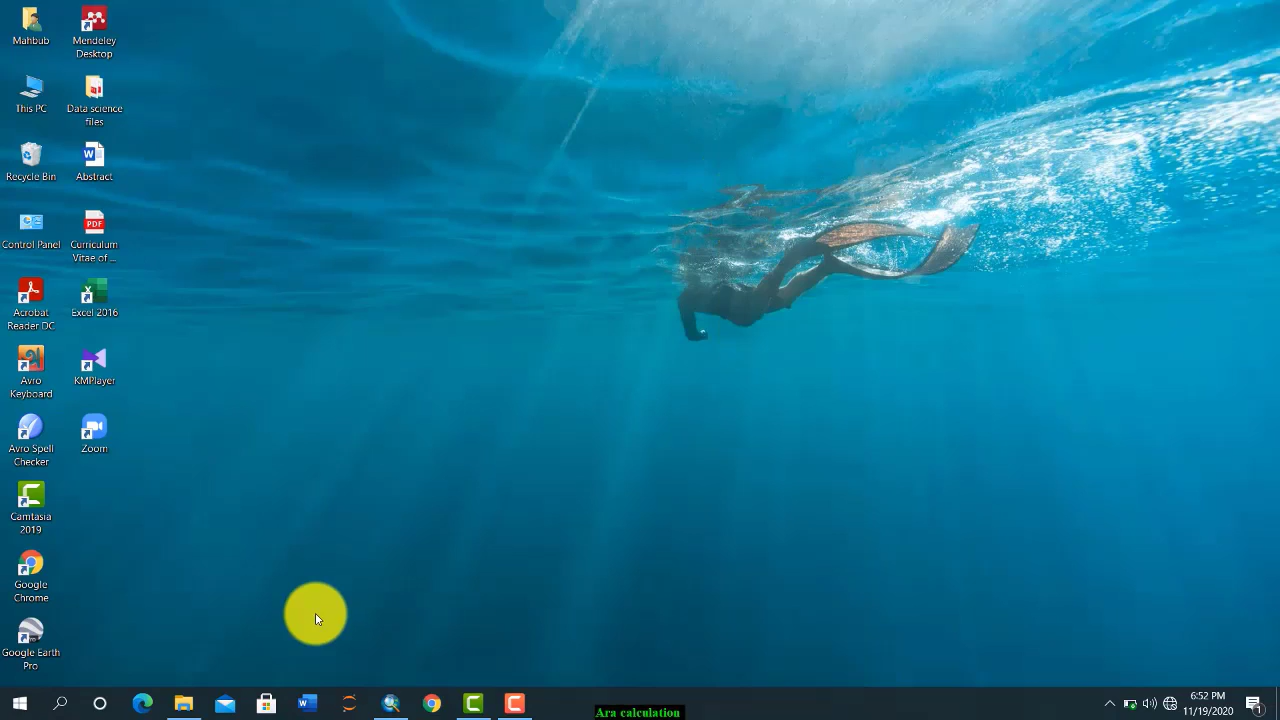 Mahbub
Mendeley
Desktop
This PC
Data science
files
Recycle Bin
Abstract
Control Panel
Curriculum
Vitae of ...
Acrobat
Reader DC
Excel 2016
Avro
Keyboard
KMPlayer
Avro Spell
Checker
Zoom
Camtasia
2019
Google
Chrome
Google Earth
Pro
6:52 PM
11/19/2020
Ara calculation